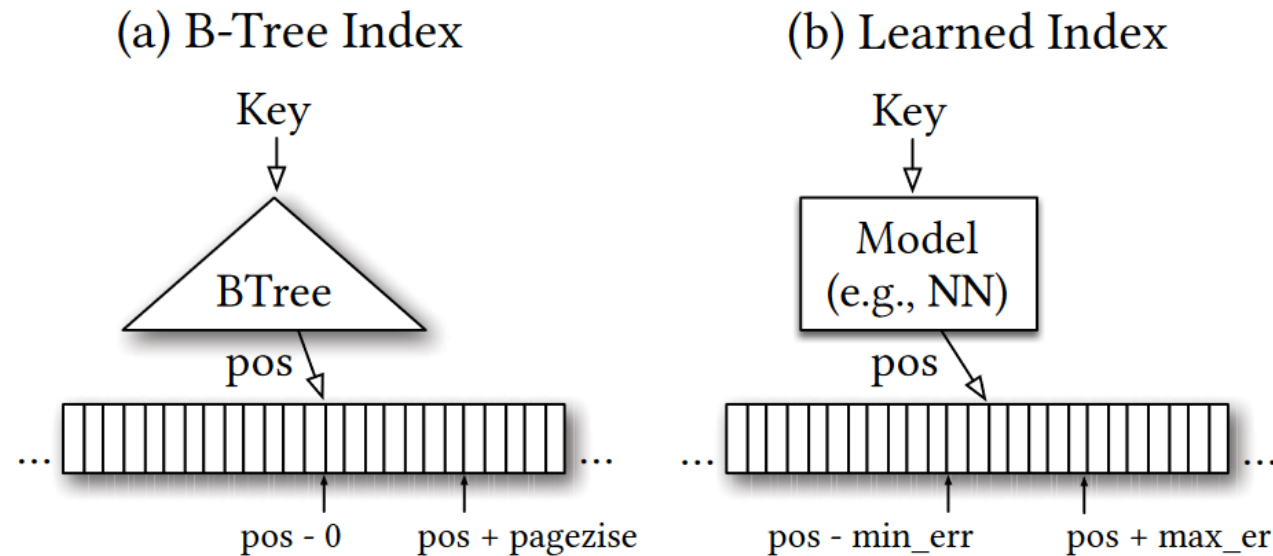 (a) B-Tree Index
Key
BTree
pos
...
...
pos - 0
pos + pagezise
(b) Learned Index
Key
Model
(e.g., NN)
pos
...
...
pos - min_err
pos + max_er